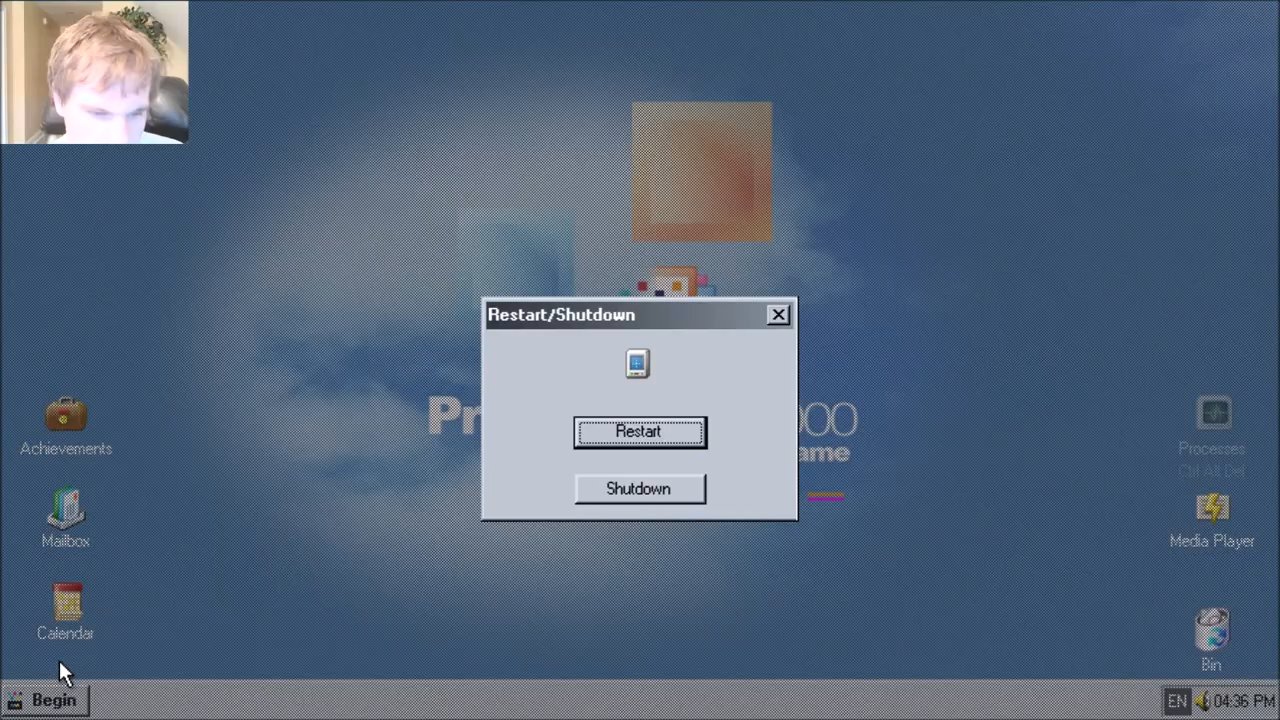 Restart/Shutdown
Restart
Shutdown
Achievements
Mailbox
Calendar
Processes
Ctrl Alt Del
Media Player
Bin
Begin
EN
04:36 PM